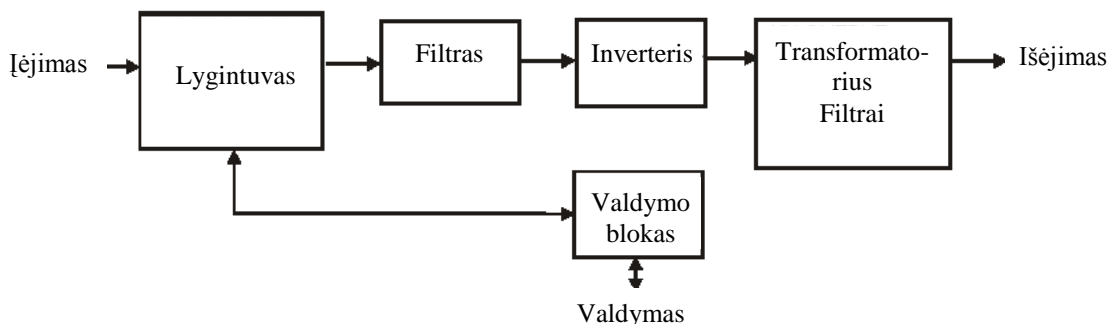 Įėjimas
Lygintuvas
Filtras
Inverteris
Transformato-
rius
Filtrai
Išėjimas
Valdymo
blokas
Valdymas